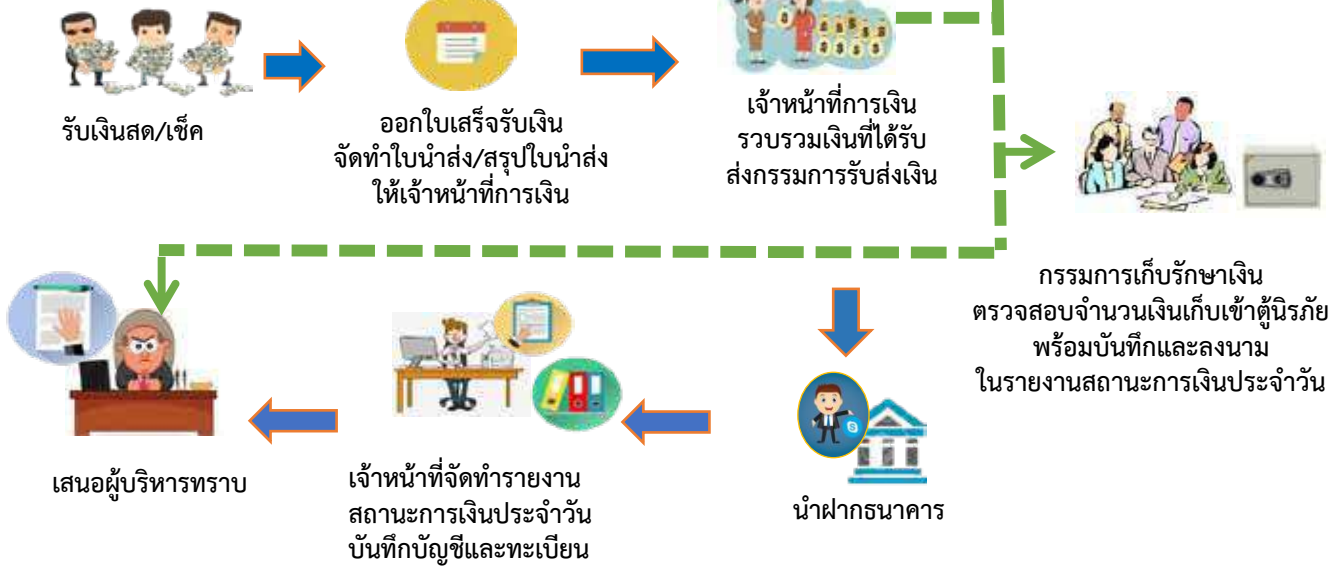 รับเงินสด/เช็ค
ออกใบเสร็จรับเงิน
จัดทำใบนำส่ง/สรุปใบนำส่ง
ให้เจ้าหน้าที่การเงิน
เจ้าหน้าที่การเงิน
รวบรวมเงินที่ได้รับ
ส่งกรรมการรับส่งเงิน
กรรมการเก็บรักษาเงิน
ตรวจสอบจำนวนเงินเก็บเข้าตู้นิรภัย
พร้อมบันทึกและลงนาม
ในรายงานสถานะการเงินประจำวัน
นำฝากธนาคาร
เจ้าหน้าที่จัดทำรายงาน
สถานะการเงินประจำวัน
บันทึกบัญชีและทะเบียน
เสนอผู้บริหารทราบ